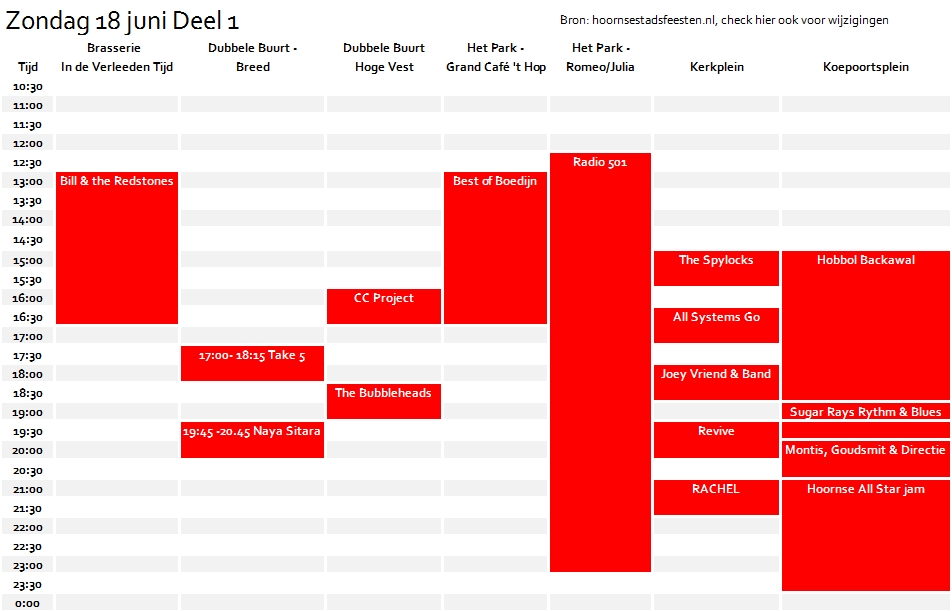 Zondag 18 juni Deel 1
Bron: hoornsestadsfeesten.nl, check hier ook voor wijzigingen
Brasserie Dubbele Buurt - Dubbele Buurt Het Park - Het Park -
Tijd In de Verleeden Tijd Breed Hoge Vest Grand Café 't Hop Romeo/Julia Kerkplein Koepoortsplein
10:30
11:00
11:30
12:00
12:30 Radio 501
13:00 Bill & the Redstones Best of Boedijn
13:30
14:00
14:30
15:00 The Spylocks Hobbol Backawal
15:30
16:00 CC Project
16:30 All Systems Go
17:00
17:30 17:00- 18:15 Take 5
18:00 Joey Vriend & Band
18:30 The Bubbleheads
19:00 Sugar Rays Rythm & Blues
19:30 19:45 -20.45 Naya Sitara Revive
20:00 Montis, Goudsmit & Directie
20:30
21:00 RACHEL Hoornse All Star jam
21:30
22:00
22:30
23:00
23:30
0:00